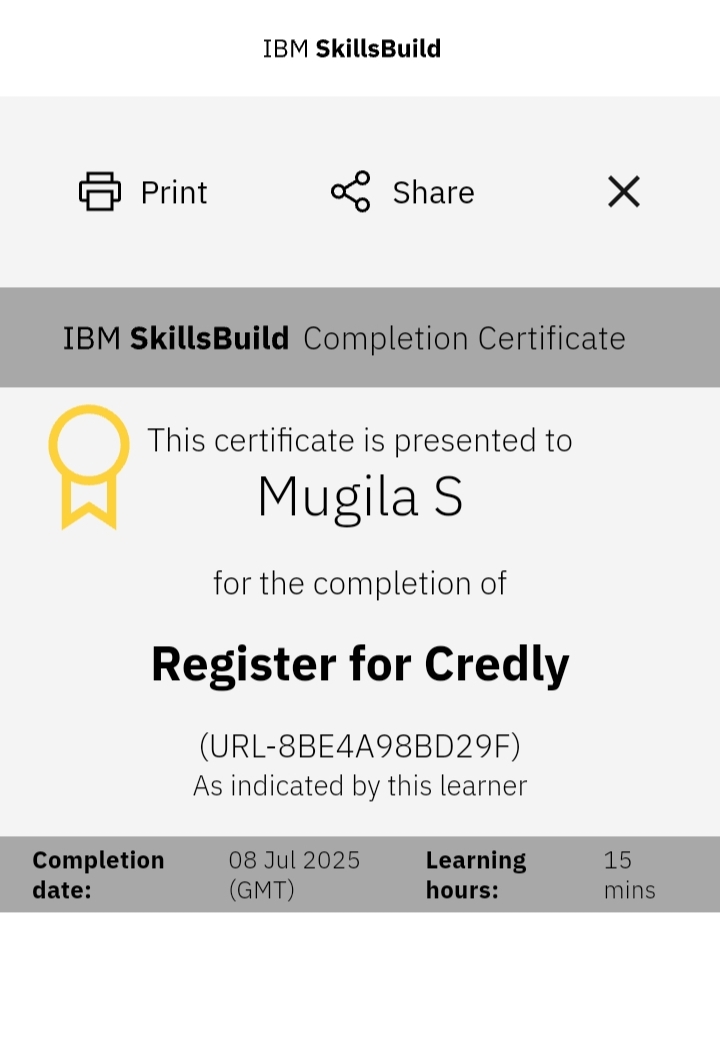 IBM SkillsBuild
Print Share
IBM SkillsBuild Completion Certificate
This certificate is presented to
Mugila S
for the completion of
Register for Credly
(URL-8BE4A98BD29F)
As indicated by this learner
Completion 08 Jul 2025 Learning 15
date: (GMT) hours: mins